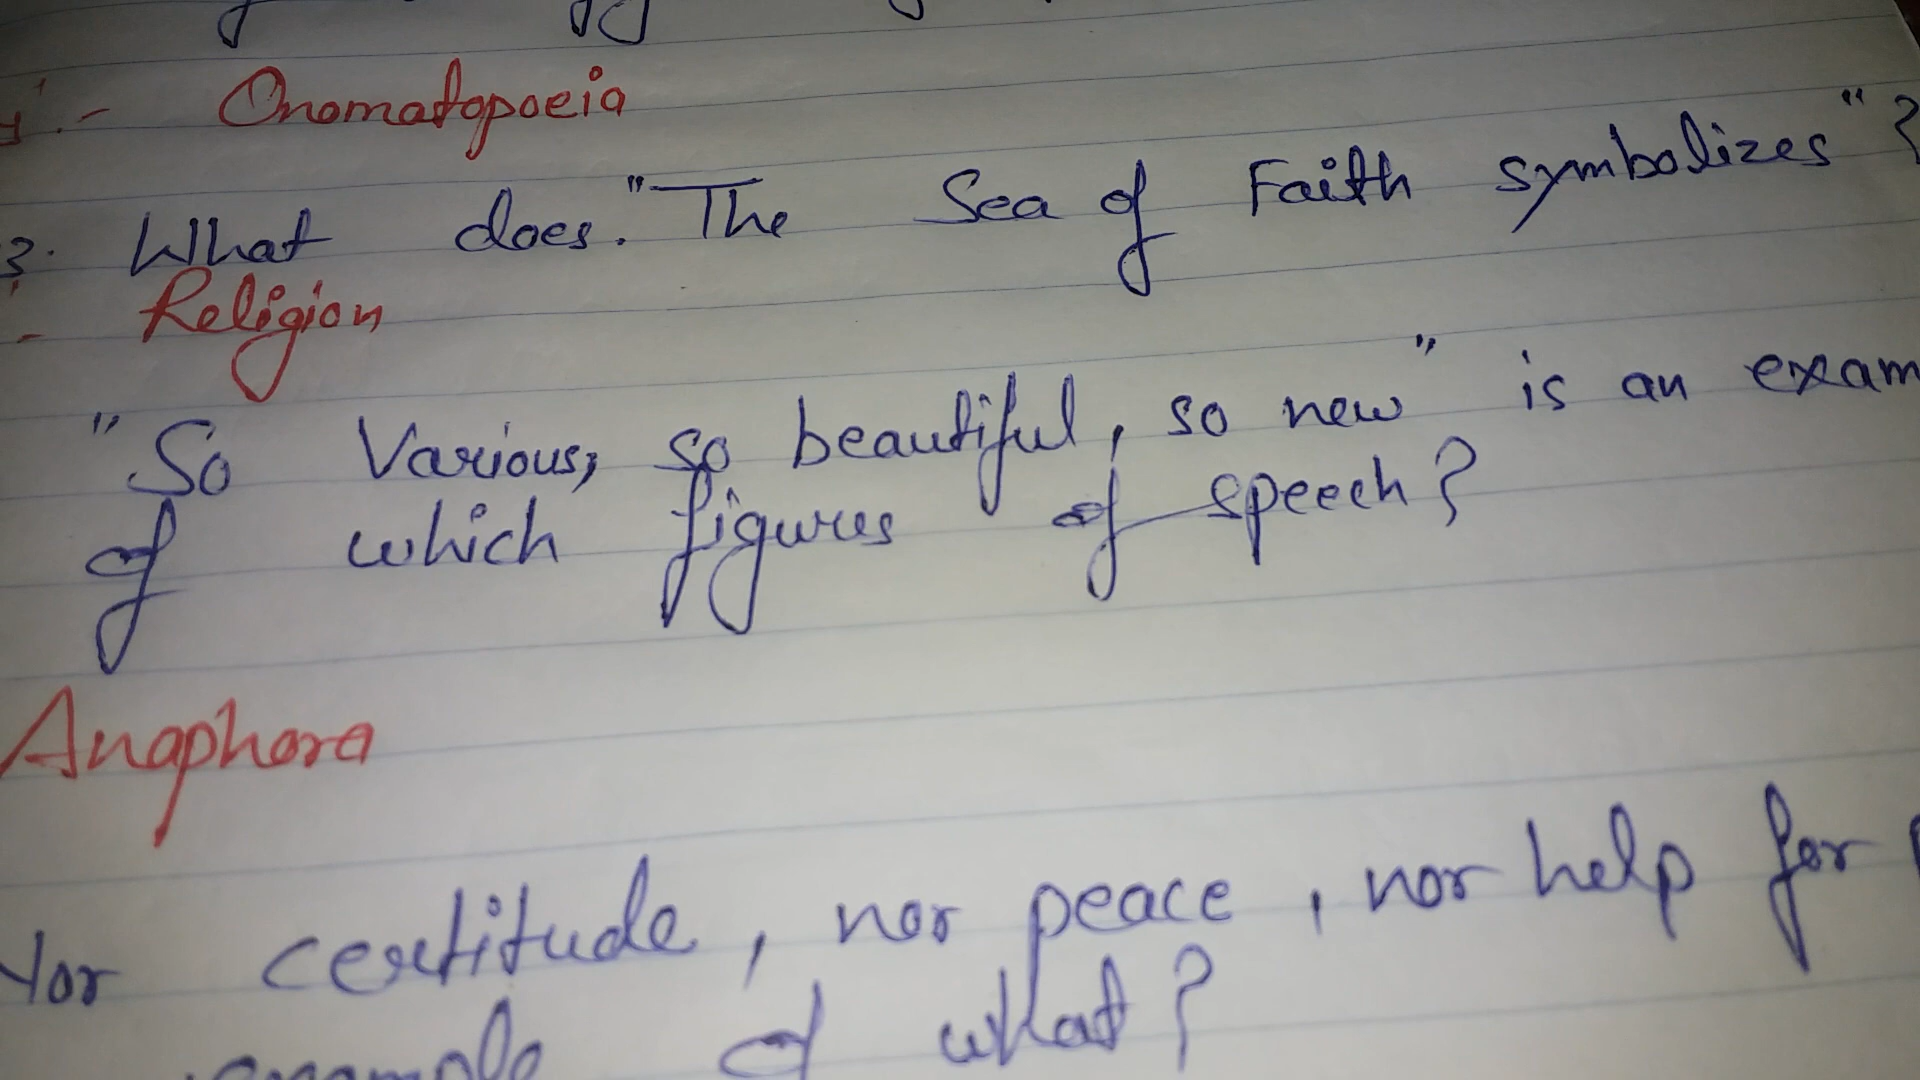 Onomatopoeia
3. What does. "The Sea of Faith symbolizes"?
- Religion
"So Various, so beautiful, so new" is an exam
of which figures of speech?
Anaphora
Nor certitude, nor peace, nor help for
example of what?